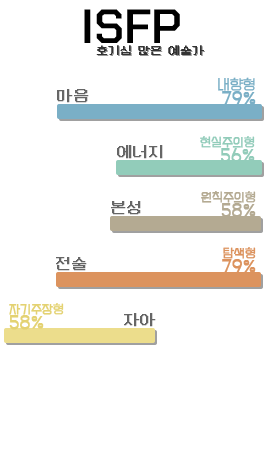 ISFP
호기심 많은 예술가
내향형
마음 79%
현실주의형
에너지 56%
원칙주의형
본성 58%
탐색형
전술 79%
자기주장형
58% 자아